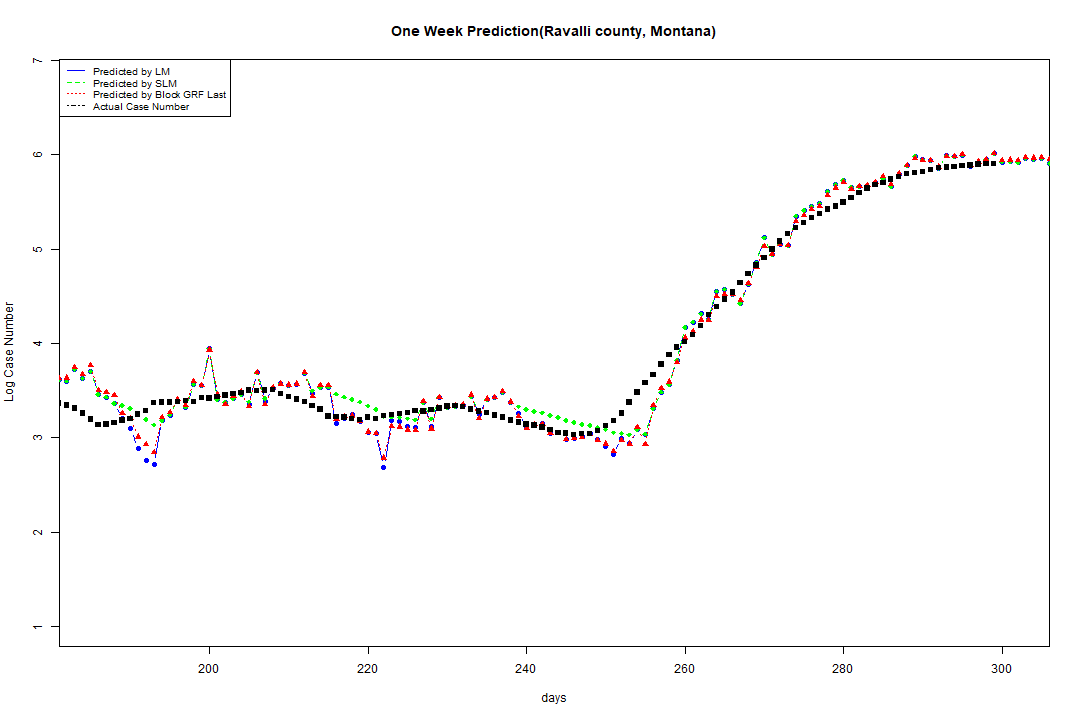 One Week Prediction(Ravalli county, Montana)
Predicted by LM
Predicted by SLM
Predicted by Block GRF Last
Actual Case Number
7
6
5
4
3
2
1
Log Case Number
200 220 240 260 280 300
days